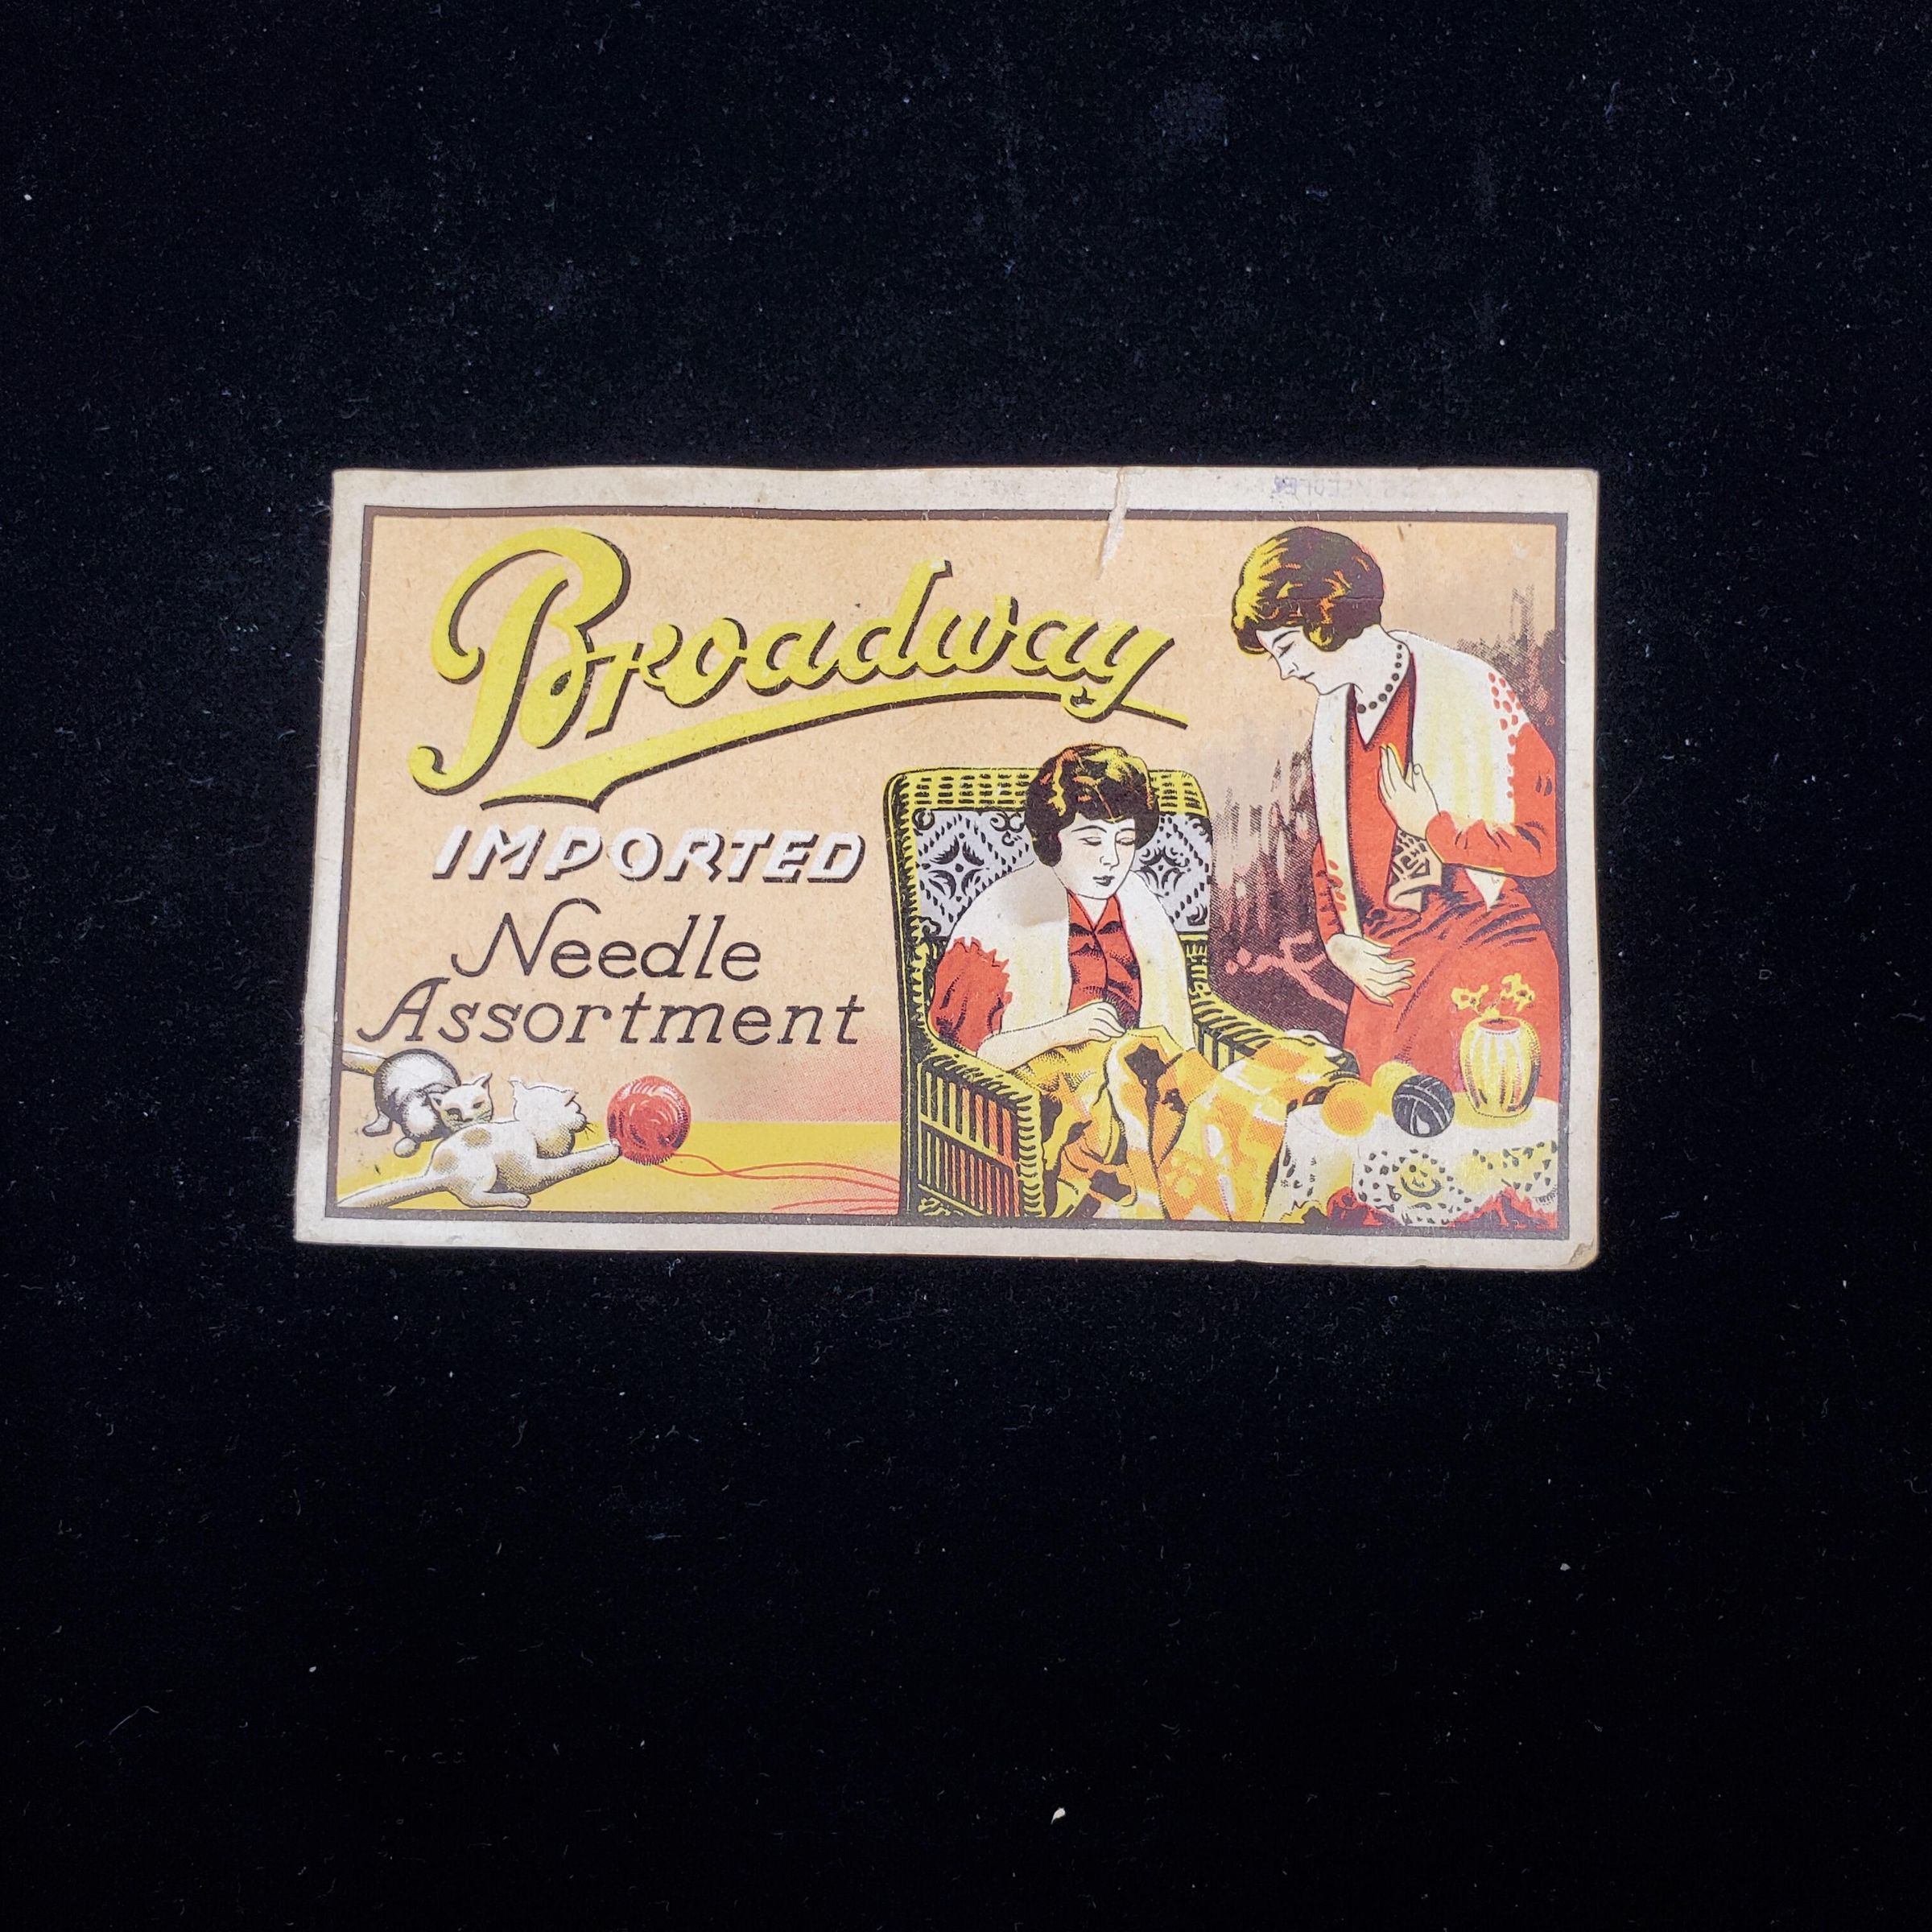 Broadway
IMPORTED
Needle
Assortment